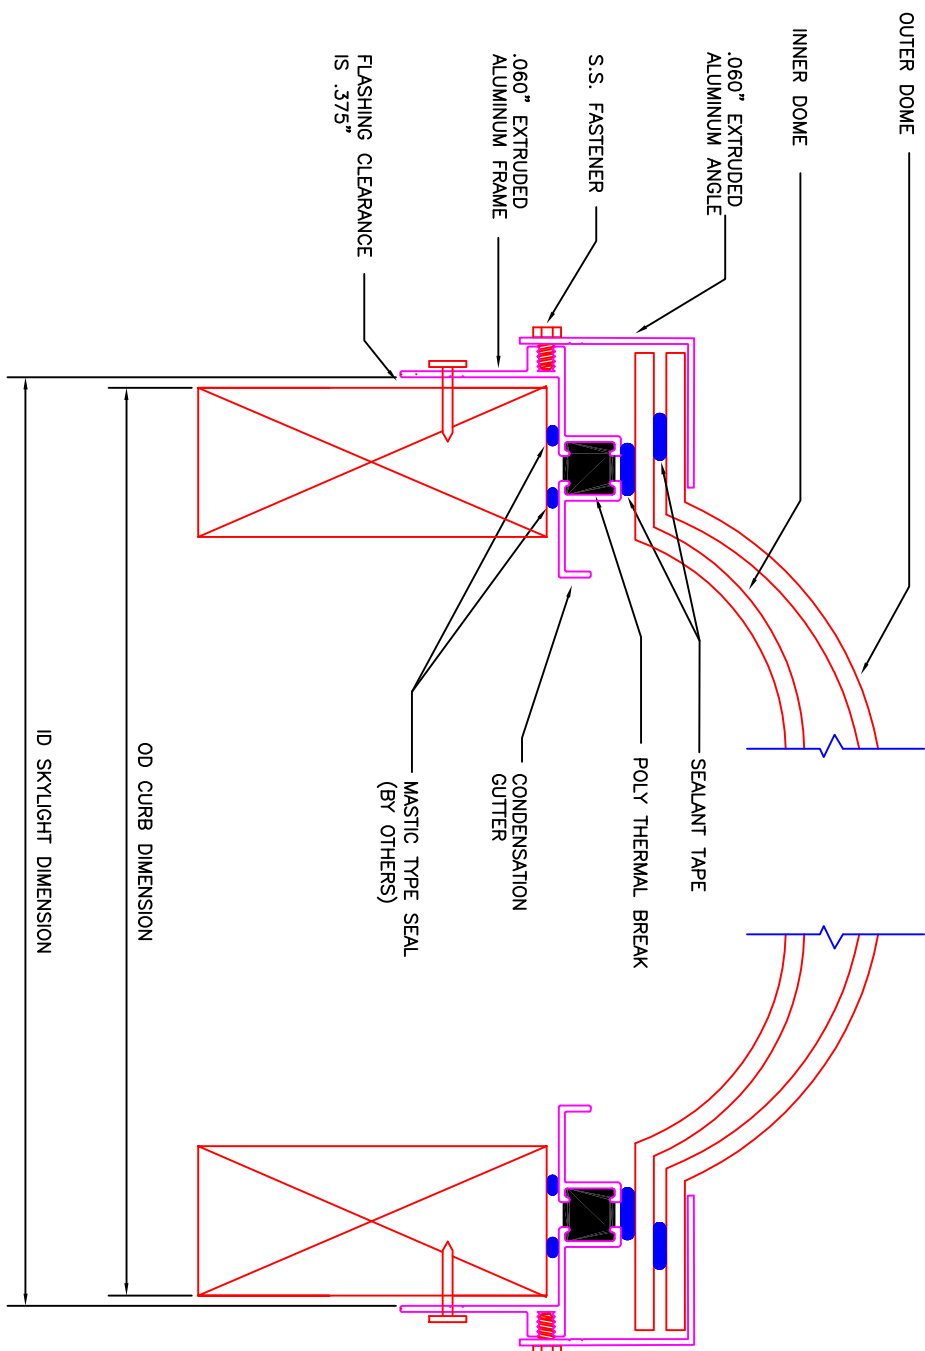 OUTER DOME
INNER DOME
.060" EXTRUDED
ALUMINUM ANGLE
S.S. FASTENER
.060" EXTRUDED
ALUMINUM FRAME
FLASHING CLEARANCE
IS .375"
SEALANT TAPE
POLY THERMAL BREAK
CONDENSATION
GUTTER
MASTIC TYPE SEAL
(BY OTHERS)
OD CURB DIMENSION
ID SKYLIGHT DIMENSION